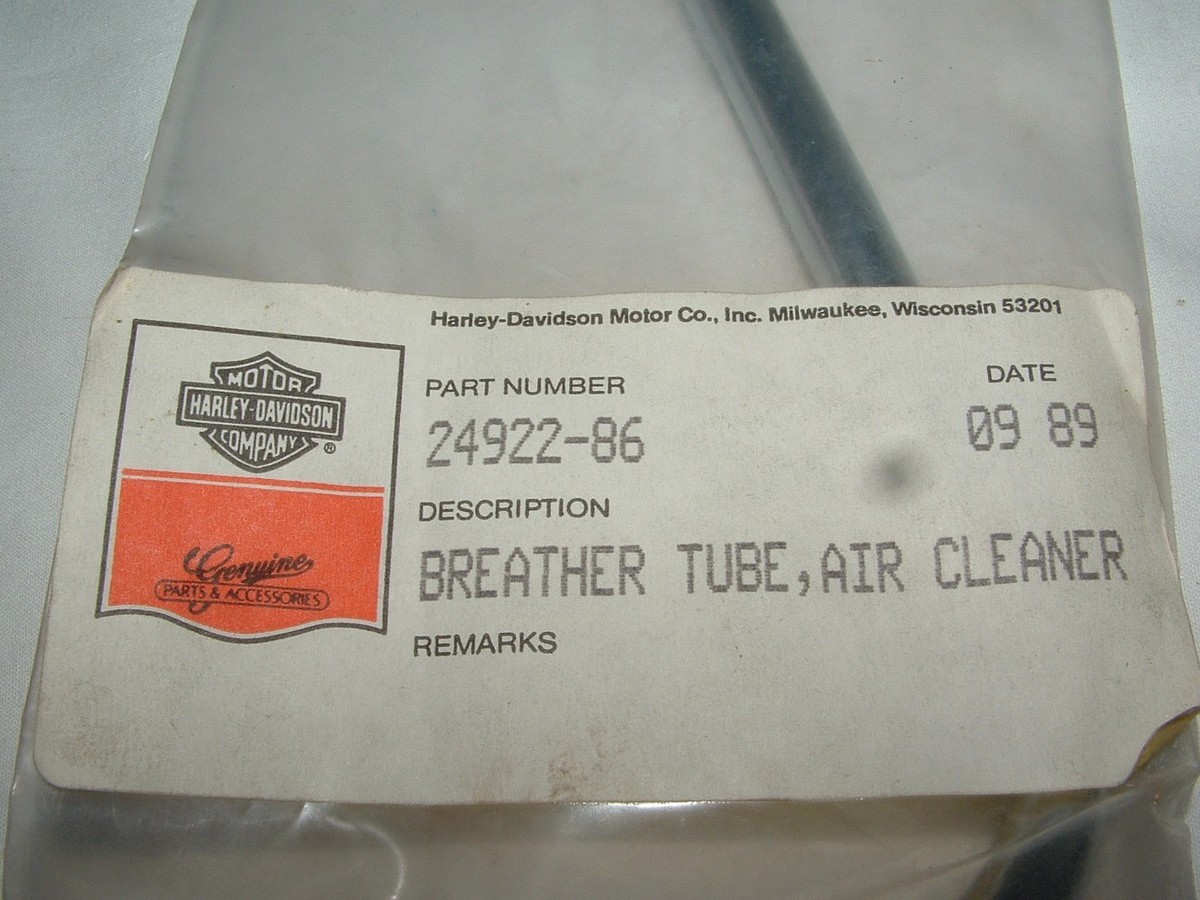 Harley-Davidson Motor Co., Inc. Milwaukee, Wisconsin 53201
MOTOR
HARLEY-DAVIDSON
COMPANY
®
Genuine
PARTS & ACCESSORIES
PART NUMBER
DATE
24922-86
09 89
DESCRIPTION
BREATHER TUBE,AIR CLEANER
REMARKS